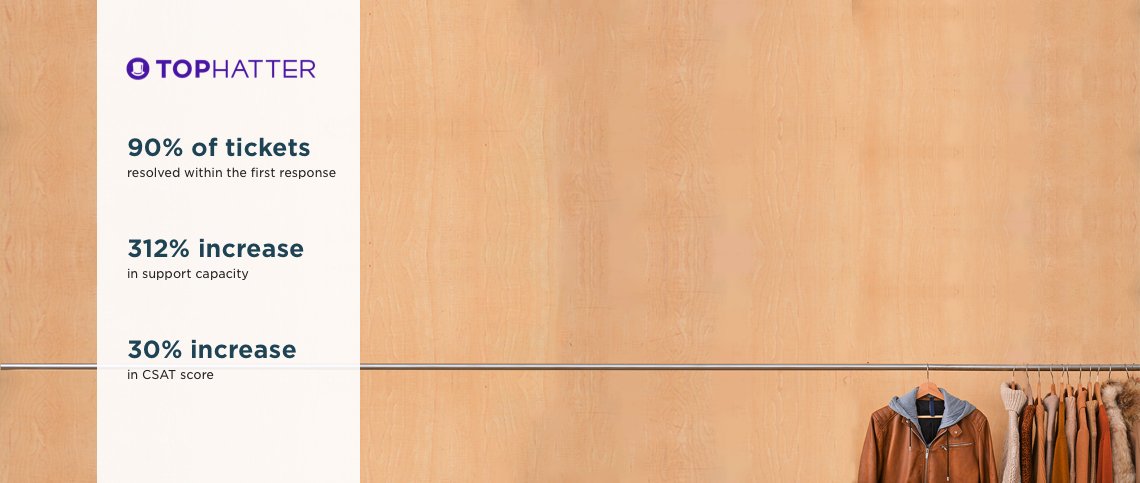 TOPHATTER
90% of tickets
resolved within the first response
312% increase
in support capacity
30% increase
in CSAT score